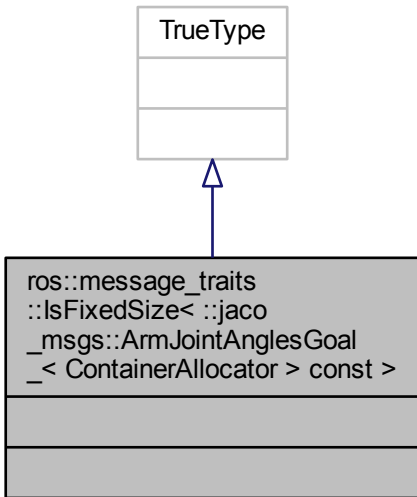 TrueType
ros::message_traits
::IsFixedSize< ::jaco
_msgs::ArmJointAnglesGoal
_< ContainerAllocator > const >